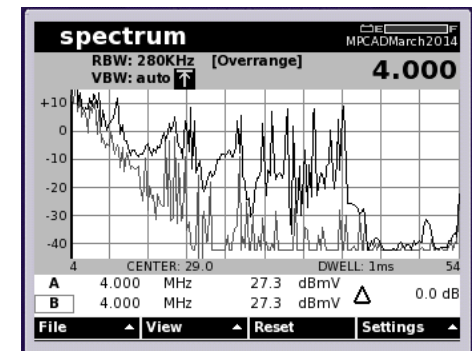 spectrum
E F
MPCADMarch2014
RBW: 280KHz [Overrange]
VBW: auto
4.000
+10
0
-10
-20
-30
-40
4 CENTER: 29.0 DWELL: 1ms 54
A 4.000 MHz 27.3 dBmV
B 4.000 MHz 27.3 dBmV
Δ 0.0 dB
File View Reset Settings